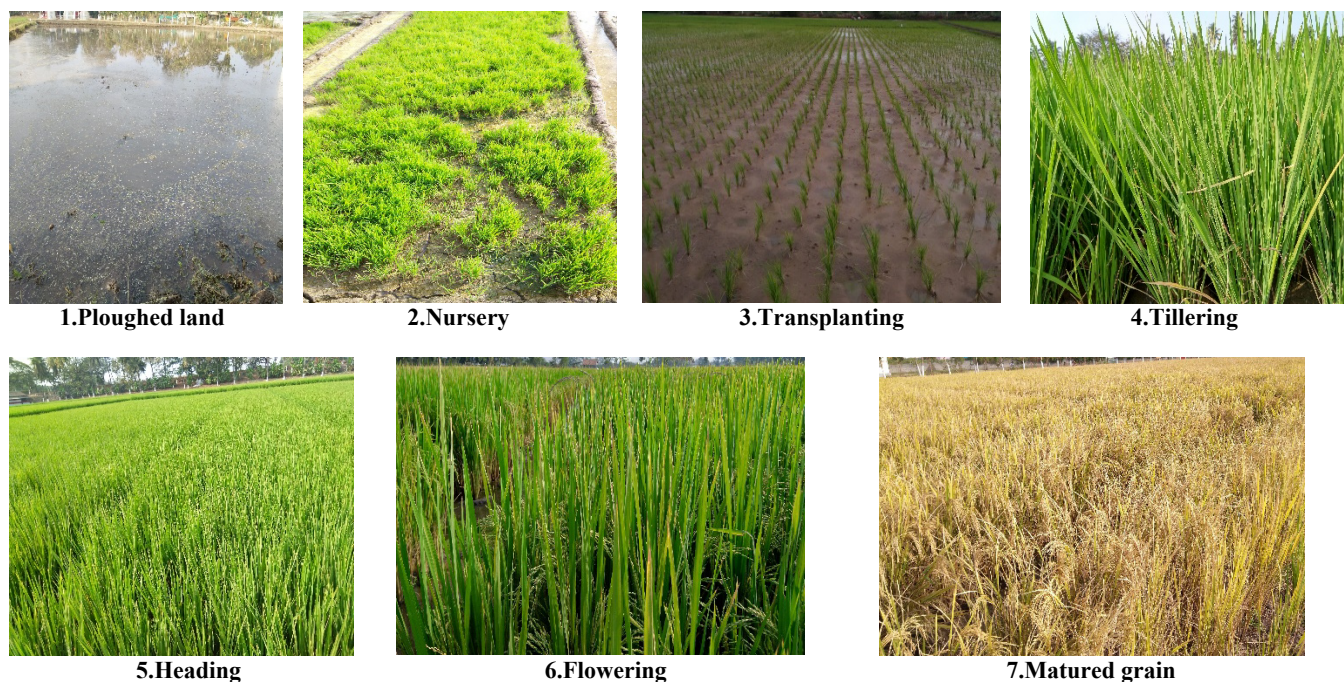 1.Ploughed land
2.Nursery
3.Transplanting
4.Tillering
5.Heading
6.Flowering
7.Matured grain